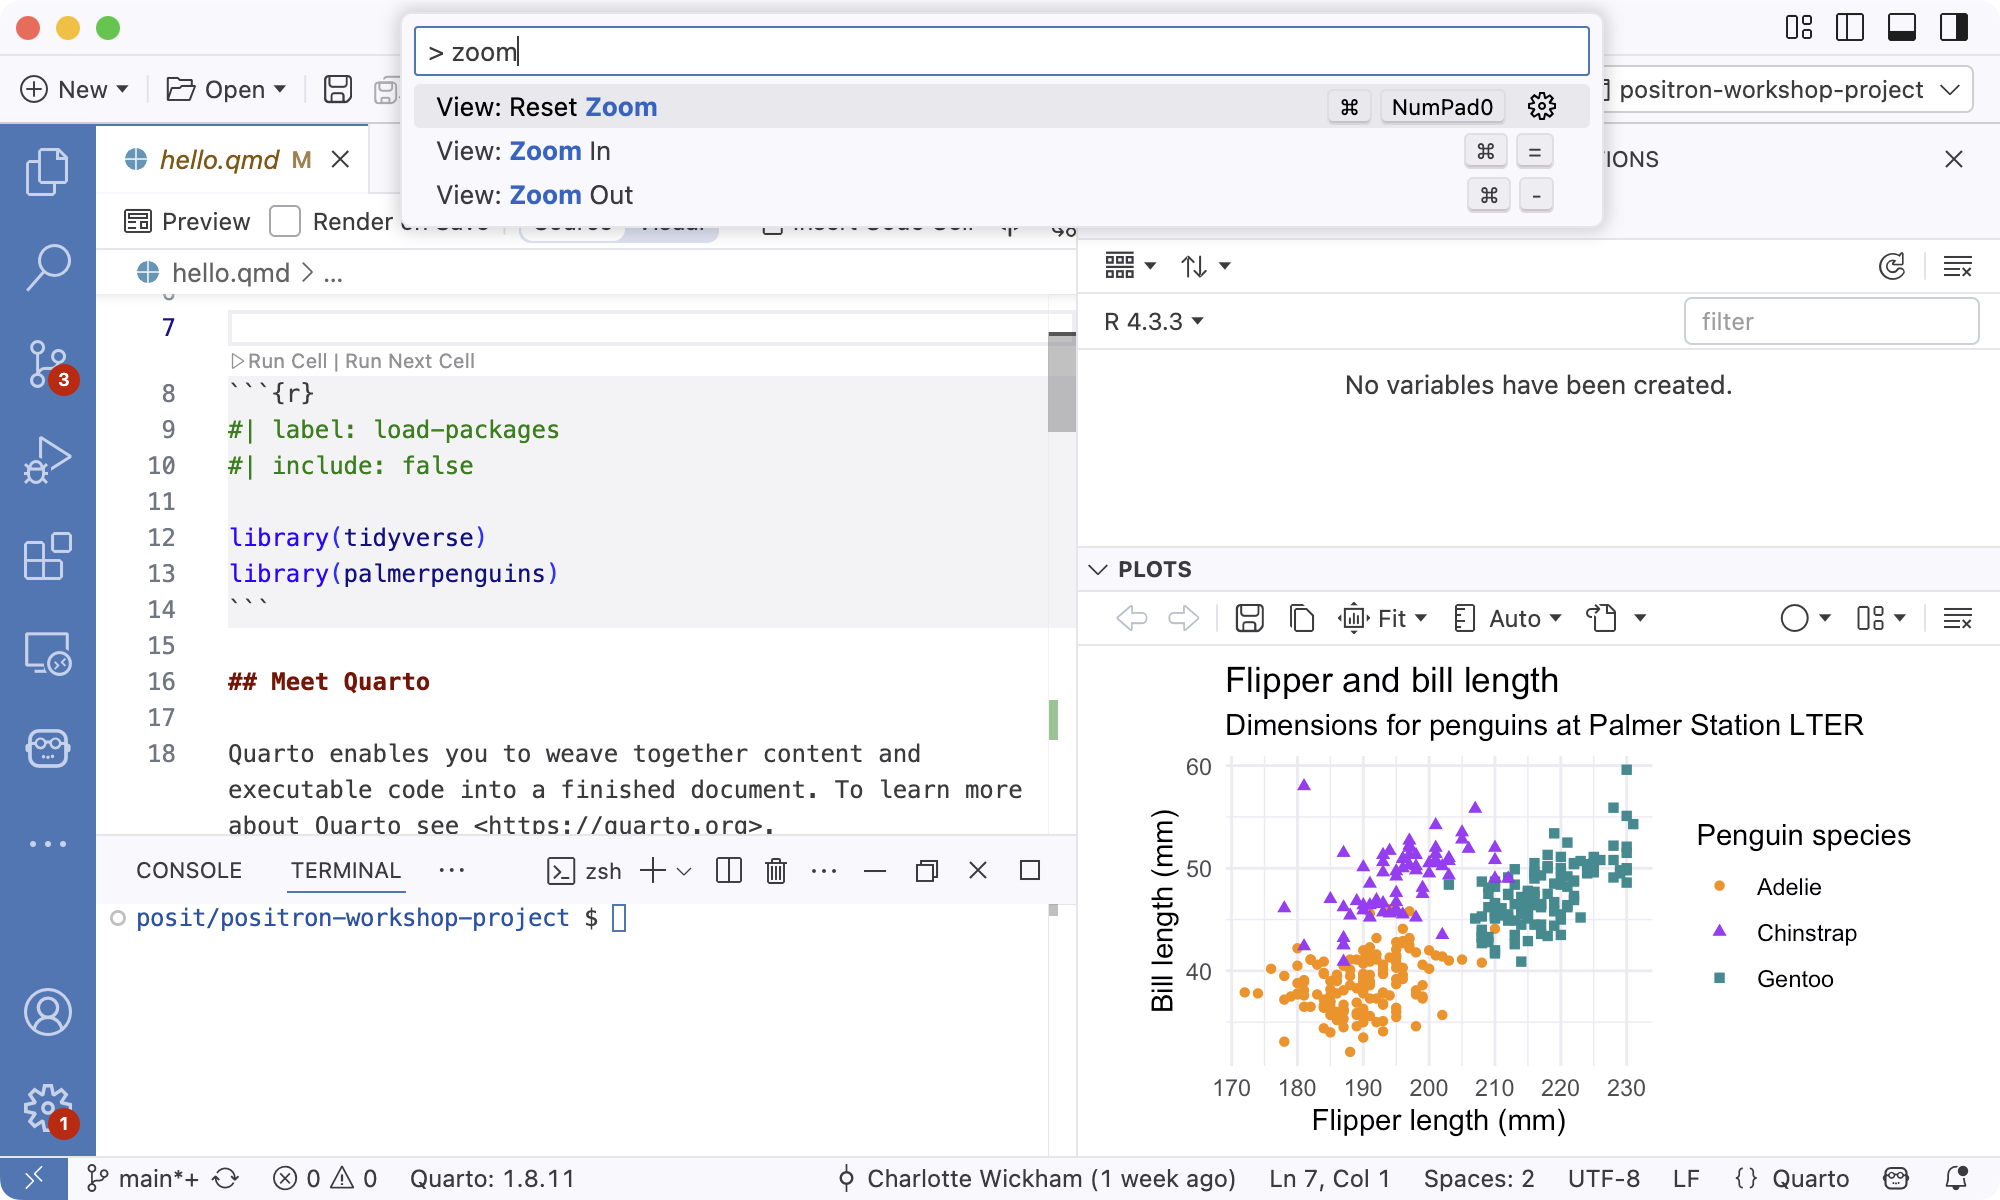 > zoom
View: Reset Zoom ⌘ NumPad0
View: Zoom In ⌘ =
View: Zoom Out ⌘ -
New
Open
positron-workshop-project
hello.qmd M
IONS
Preview Render on Save Source Visual Insert Code Cell
hello.qmd > ...
7
Run Cell | Run Next Cell
8 ```{r}
9 #| label: load-packages
10 #| include: false
11
12 library(tidyverse)
13 library(palmerpenguins)
14 ```
15
16 ## Meet Quarto
17
18 Quarto enables you to weave together content and
executable code into a finished document. To learn more
about Quarto see <https://quarto.org>.
3
1
CONSOLE TERMINAL ... zsh
posit/positron-workshop-project $
R 4.3.3 filter
No variables have been created.
PLOTS
Fit Auto
Flipper and bill length
Dimensions for penguins at Palmer Station LTER
60
50
40
Bill length (mm)
170 180 190 200 210 220 230
Flipper length (mm)
Penguin species
Adelie
Chinstrap
Gentoo
main*+ 0 0 Quarto: 1.8.11 Charlotte Wickham (1 week ago) Ln 7, Col 1 Spaces: 2 UTF-8 LF {} Quarto